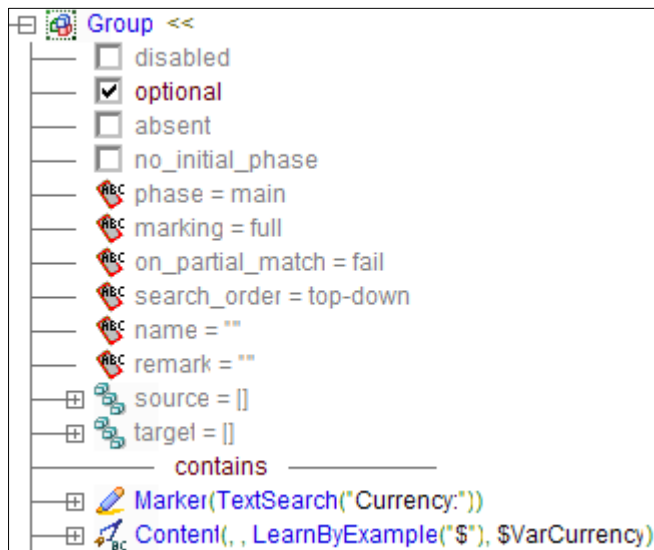 Group <<
disabled
optional
absent
no_initial_phase
phase = main
marking = full
on_partial_match = fail
search_order = top-down
name = ""
remark = ""
source = []
target = []
contains
Marker(TextSearch("Currency:"))
Content(, , LearnByExample("$"), $VarCurrency)